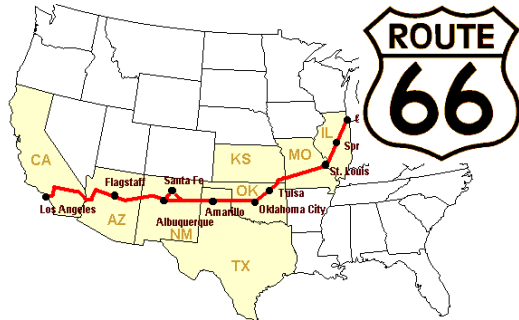 ROUTE
66
IL
Spr
CA
KS
MO
St. Louis
Flagstaff
Santa Fe
OK
Tulsa
Los Angeles
AZ
Albuquerque
Amarillo
Oklahoma City
NM
TX